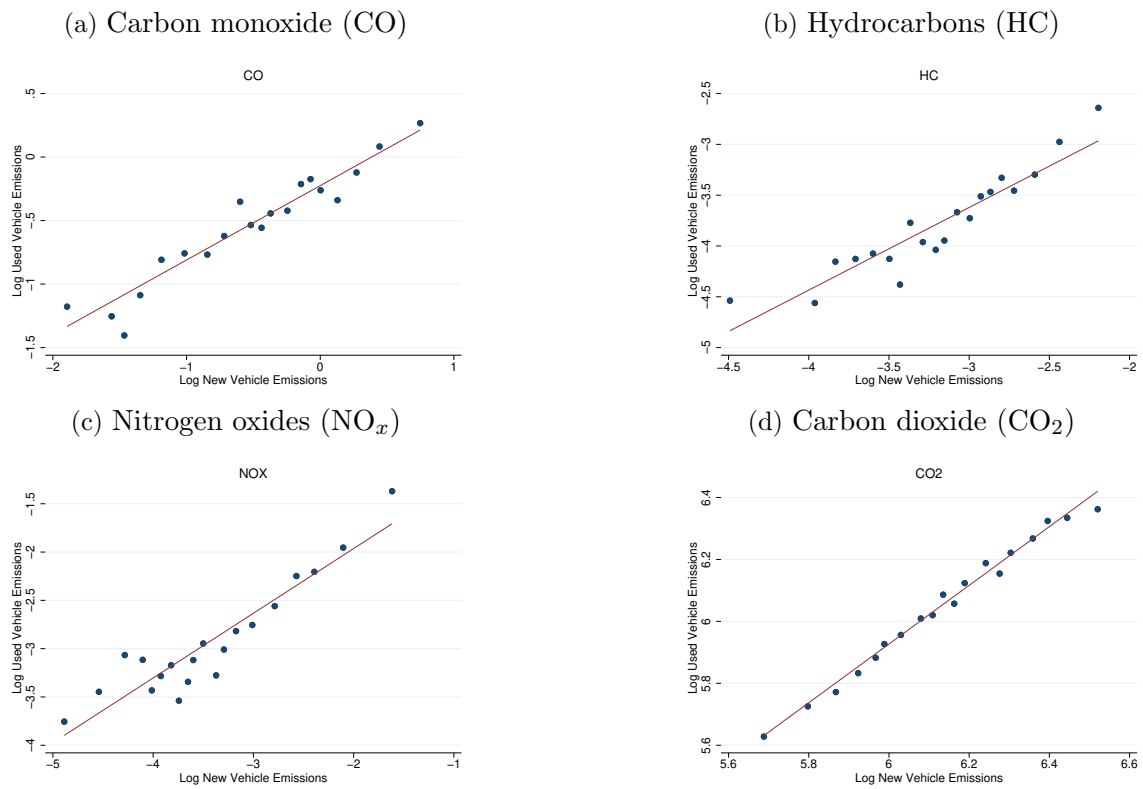 (a) Carbon monoxide (CO)
CO
Log Used Vehicle Emissions
.5
0
-.5
-1
-1.5
-2
-1
0
1
Log New Vehicle Emissions
(b) Hydrocarbons (HC)
HC
Log Used Vehicle Emissions
-2.5
-3
-3.5
-4
-4.5
-5
-4.5
-4
-3.5
-3
-2.5
-2
Log New Vehicle Emissions
(c) Nitrogen oxides (NOₓ)
NOX
Log Used Vehicle Emissions
-1.5
-2
-2.5
-3
-3.5
-4
-5
-4
-3
-2
-1
Log New Vehicle Emissions
(d) Carbon dioxide (CO₂)
CO2
Log Used Vehicle Emissions
6.4
6.2
6
5.8
5.6
5.6
5.8
6
6.2
6.4
6.6
Log New Vehicle Emissions